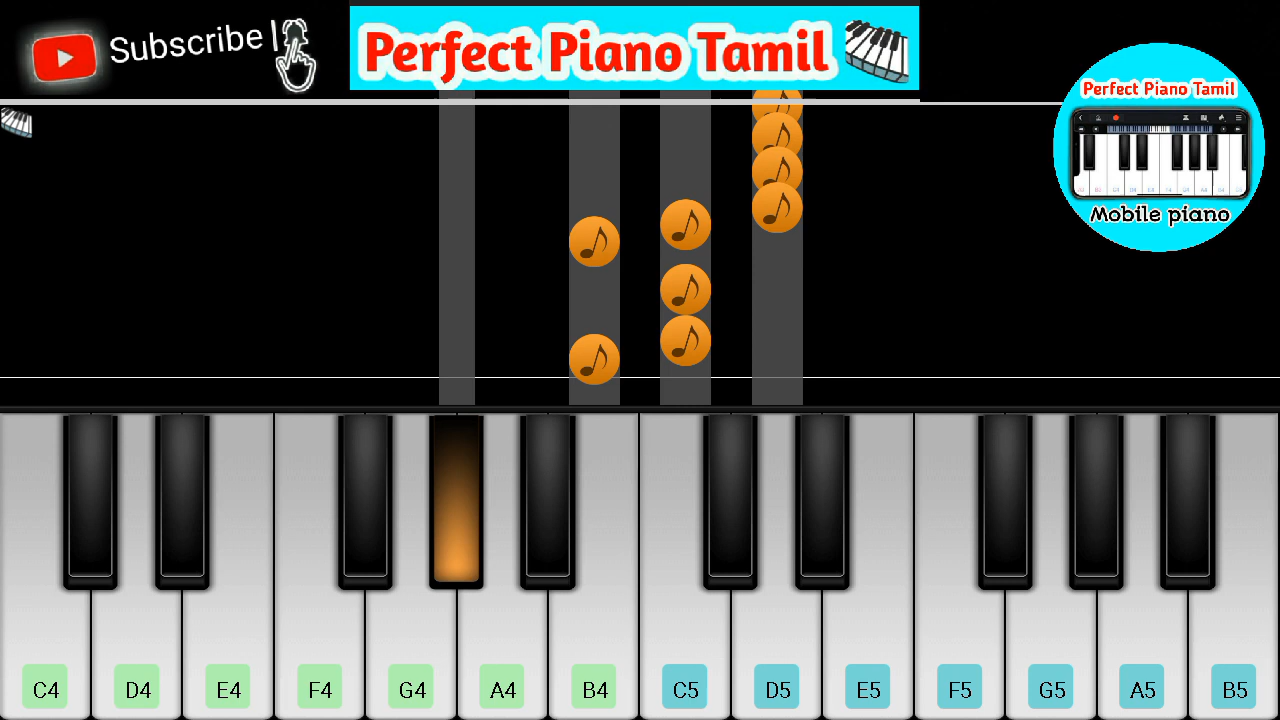 Subscribe
Perfect Piano Tamil
Perfect Piano Tamil
Mobile piano
C4 D4 E4 F4 G4 A4 B4 C5 D5 E5 F5 G5 A5 B5